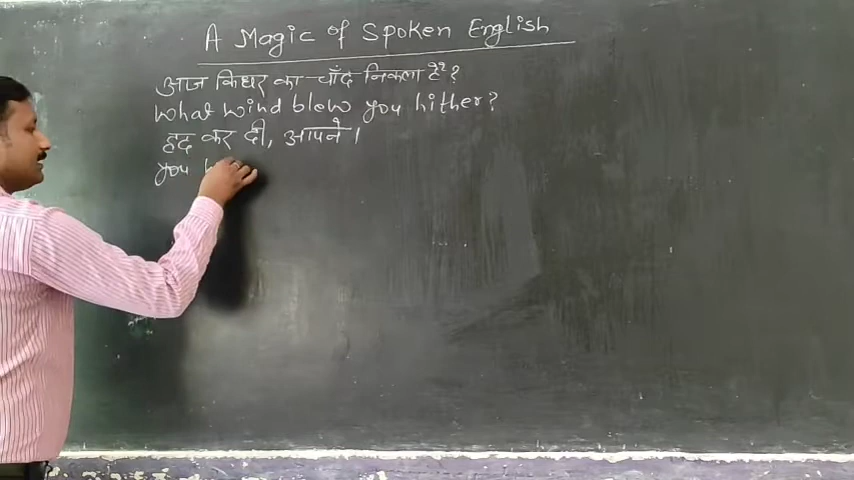 A Magic of Spoken English
आज किधर का चाँद निकला है?
What wind blow you hither?
हद कर दी, आपने।
you